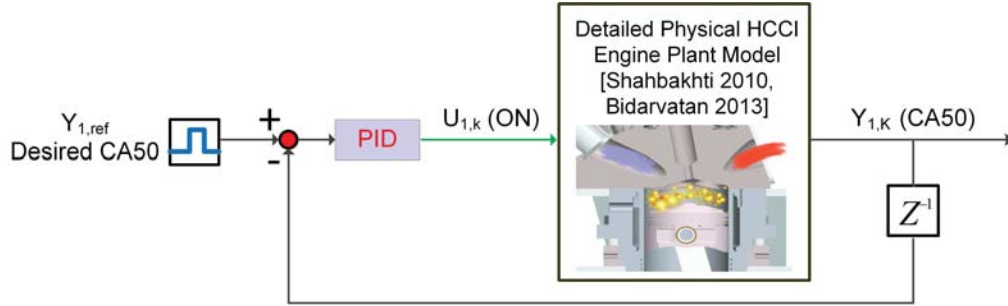 Detailed Physical HCCI
Engine Plant Model
[Shahbakhti 2010,
Bidarvatan 2013]
Y1,ref
Desired CA50
+
-
PID
U1,k (ON)
Y1,K (CA50)
Z-1